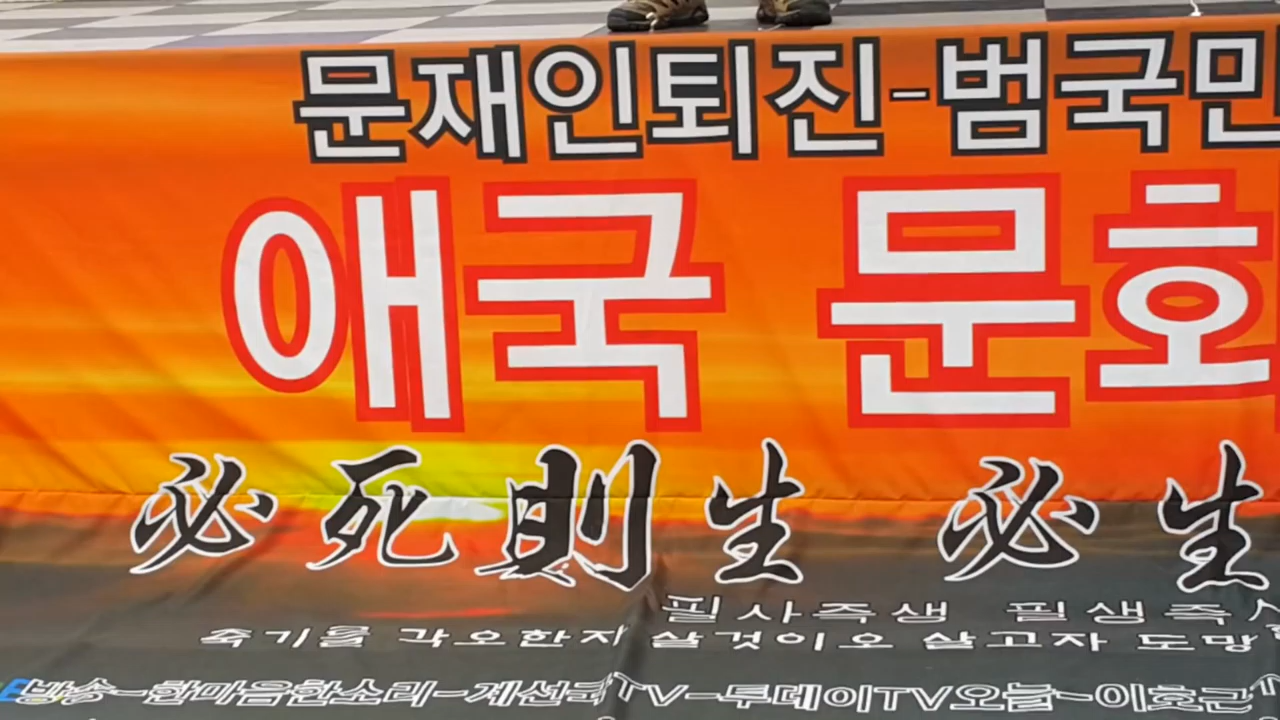 문재인퇴진-범국민
애국 문호
必死則生 必生
필사즉생 필생즉
죽기를 각오한자 살것이오 살고자 도망
방송-한마음한소리-계선국TV-투데이TV오늘-이효근